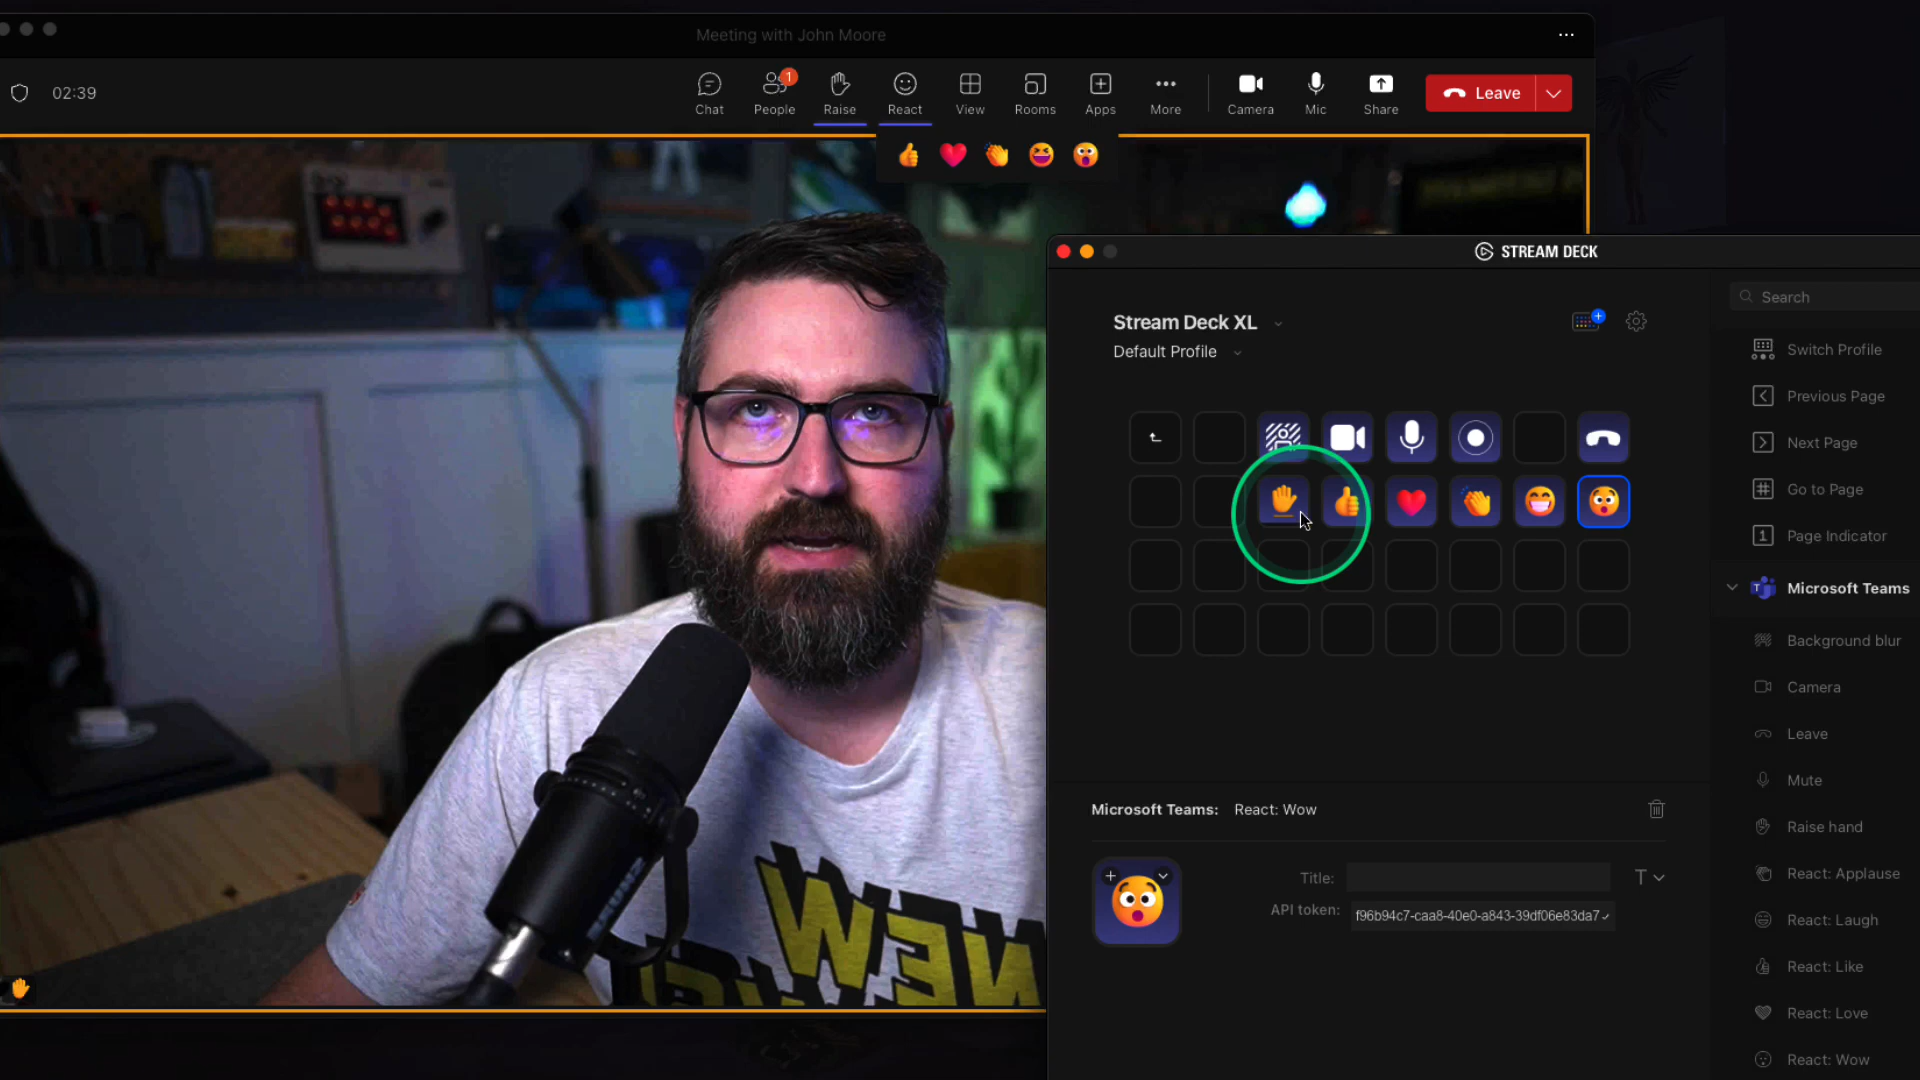 Meeting with John Moore
02:39
Chat
People
1
Raise
React
View
Rooms
Apps
More
Camera
Mic
Share
Leave
STREAM DECK
Stream Deck XL
Default Profile
Search
Switch Profile
Previous Page
Next Page
Go to Page
1 Page Indicator
Microsoft Teams
Background blur
Camera
Leave
Mute
Raise hand
React: Applause
React: Laugh
React: Like
React: Love
React: Wow
Microsoft Teams: React: Wow
Title:
T
API token: f96b94c7-caa8-40e0-a843-39df06e83da7
NEW